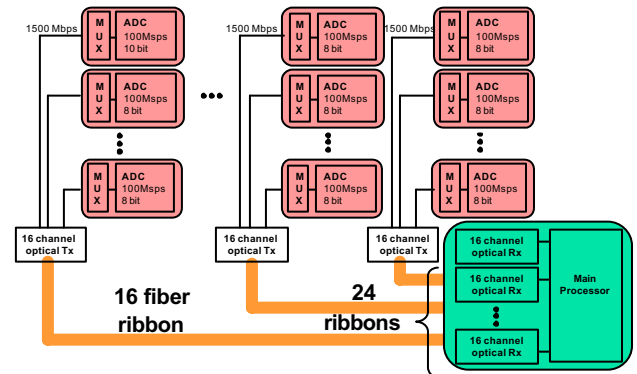 1500 Mbps
M
U
X
ADC
100Msps
10 bit
1500 Mbps
M
U
X
ADC
100Msps
8 bit
1500 Mbps
M
U
X
ADC
100Msps
8 bit
M
U
X
ADC
100Msps
8 bit
M
U
X
ADC
100Msps
8 bit
M
U
X
ADC
100Msps
8 bit
M
U
X
ADC
100Msps
8 bit
M
U
X
ADC
100Msps
8 bit
M
U
X
ADC
100Msps
8 bit
16 channel
optical Tx
16 channel
optical Tx
16 channel
optical Tx
16 channel
optical Rx
16 channel
optical Rx
16 channel
optical Rx
Main
Processor
16 fiber
ribbon
24
ribbons